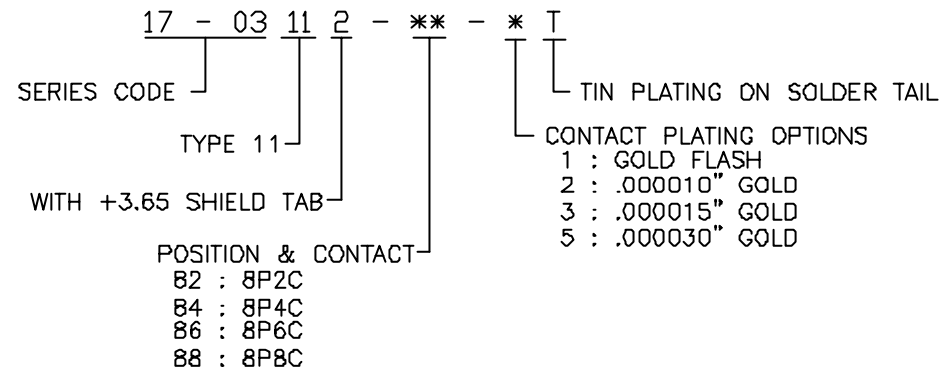 17 - 03 11 2 - ** - * T
SERIES CODE
TIN PLATING ON SOLDER TAIL
TYPE 11
CONTACT PLATING OPTIONS
1 : GOLD FLASH
2 : .000010" GOLD
3 : .000015" GOLD
5 : .000030" GOLD
WITH +3.65 SHIELD TAB
POSITION & CONTACT
82 : 8P2C
84 : 8P4C
86 : 8P6C
88 : 8P8C